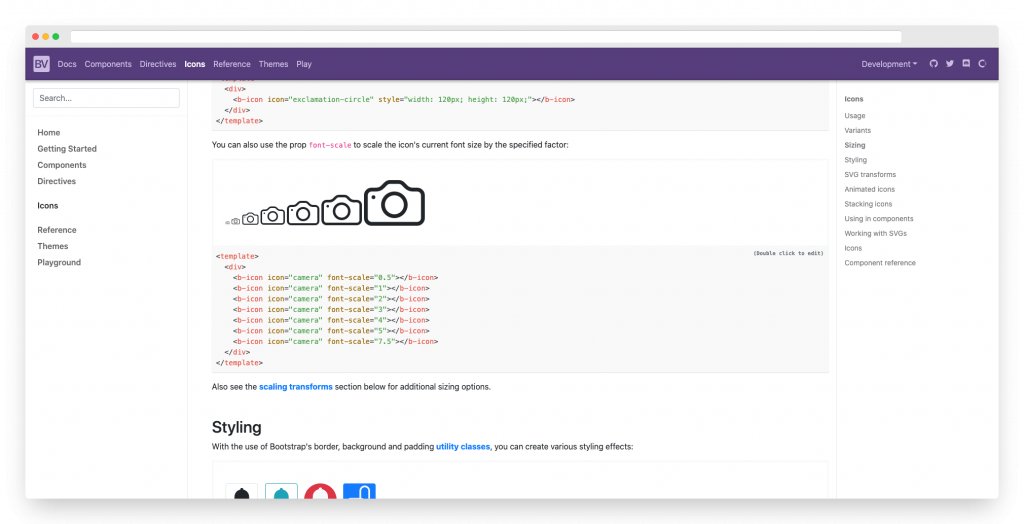 BV Docs Components Directives Icons Reference Themes Play Development
Search...
Home
Getting Started
Components
Directives
Icons
Reference
Themes
Playground
<div>
<b-icon icon="exclamation-circle" style="width: 120px; height: 120px;"></b-icon>
</div>
</template>
You can also use the prop font-scale to scale the icon's current font size by the specified factor:
(Double click to edit)
<template>
<div>
<b-icon icon="camera" font-scale="0.5"></b-icon>
<b-icon icon="camera" font-scale="1"></b-icon>
<b-icon icon="camera" font-scale="2"></b-icon>
<b-icon icon="camera" font-scale="3"></b-icon>
<b-icon icon="camera" font-scale="4"></b-icon>
<b-icon icon="camera" font-scale="5"></b-icon>
<b-icon icon="camera" font-scale="7.5"></b-icon>
</div>
</template>
Also see the scaling transforms section below for additional sizing options.
Styling
With the use of Bootstrap's border, background and padding utility classes, you can create various styling effects:
Icons
Usage
Variants
Sizing
Styling
SVG transforms
Animated icons
Stacking icons
Using in components
Working with SVGs
Icons
Component reference